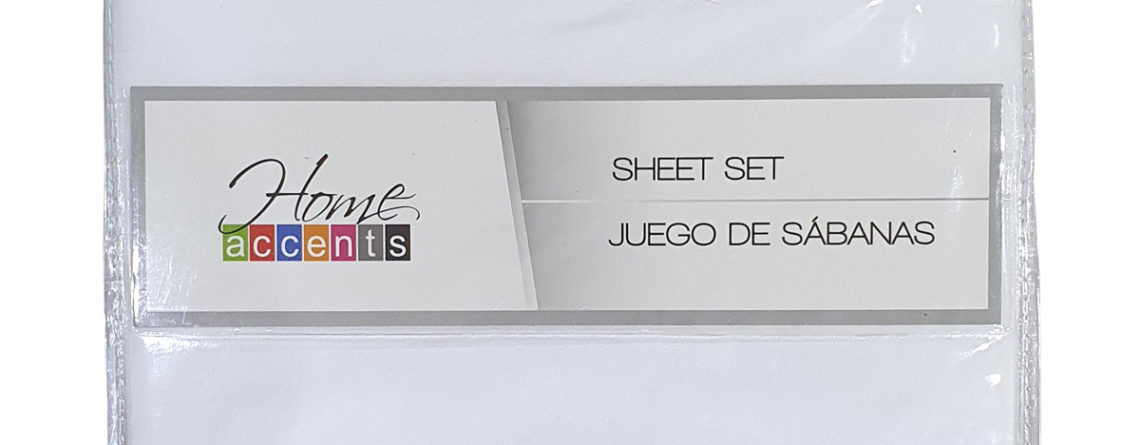 Home
accents
SHEET SET
JUEGO DE SÁBANAS